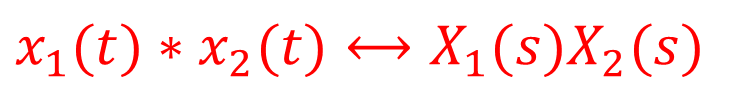 x₁(t) ∗ x₂(t) ↔ X₁(s)X₂(s)